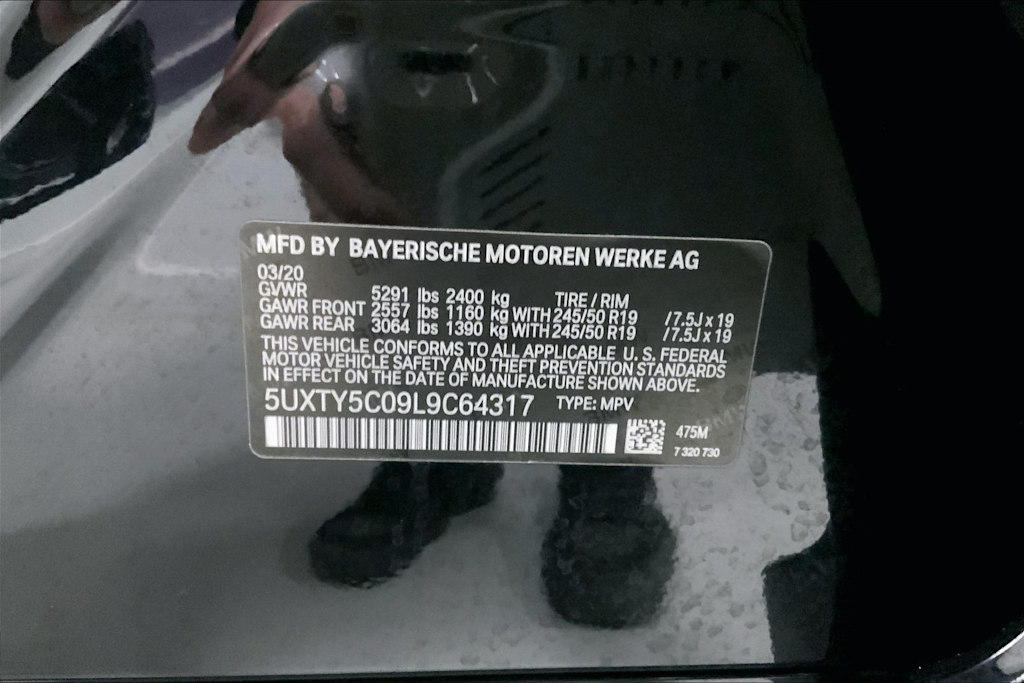 MFD BY BAYERISCHE MOTOREN WERKE AG
03/20
GVWR 5291 lbs 2400 kg TIRE / RIM
GAWR FRONT 2557 lbs 1160 kg WITH 245/50 R19 /7.5J x 19
GAWR REAR 3064 lbs 1390 kg WITH 245/50 R19 /7.5J x 19
THIS VEHICLE CONFORMS TO ALL APPLICABLE U. S. FEDERAL
MOTOR VEHICLE SAFETY AND THEFT PREVENTION STANDARDS
IN EFFECT ON THE DATE OF MANUFACTURE SHOWN ABOVE.
5UXTY5C09L9C64317 TYPE: MPV
475M
7 320 730